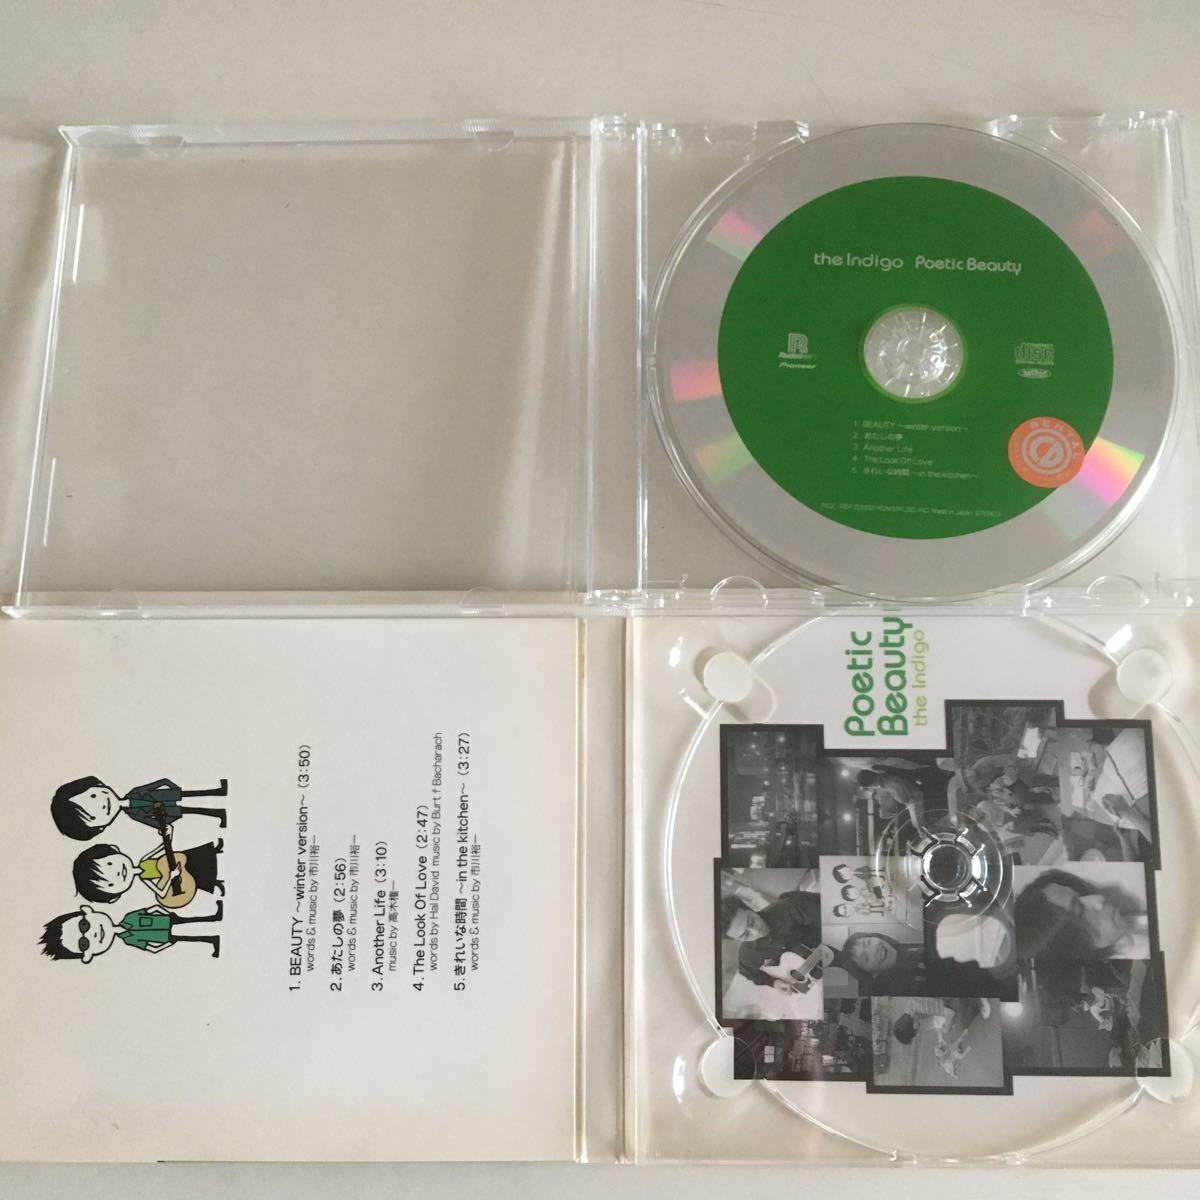 the Indigo Poetic Beauty
R
Pioneer
COMPACT
disc
RENTAL
1 BEAUTY ～winter version～
2 あたしの夢
3 Another Life
4 The Look Of Love
5 きれいな時間 ～in the kitchen～
1. BEAUTY ～winter version～ (3:50)
words & music by 市川裕一
2. あたしの夢 (2:56)
words & music by 市川裕一
3. Another Life (3:10)
music by 高木権一
4. The Look Of Love (2:47)
words by Hal David music by Burt f Bacharach
5. きれいな時間 ～in the kitchen～ (3:27)
words & music by 市川裕一
Poetic
Beauty
the Indigo